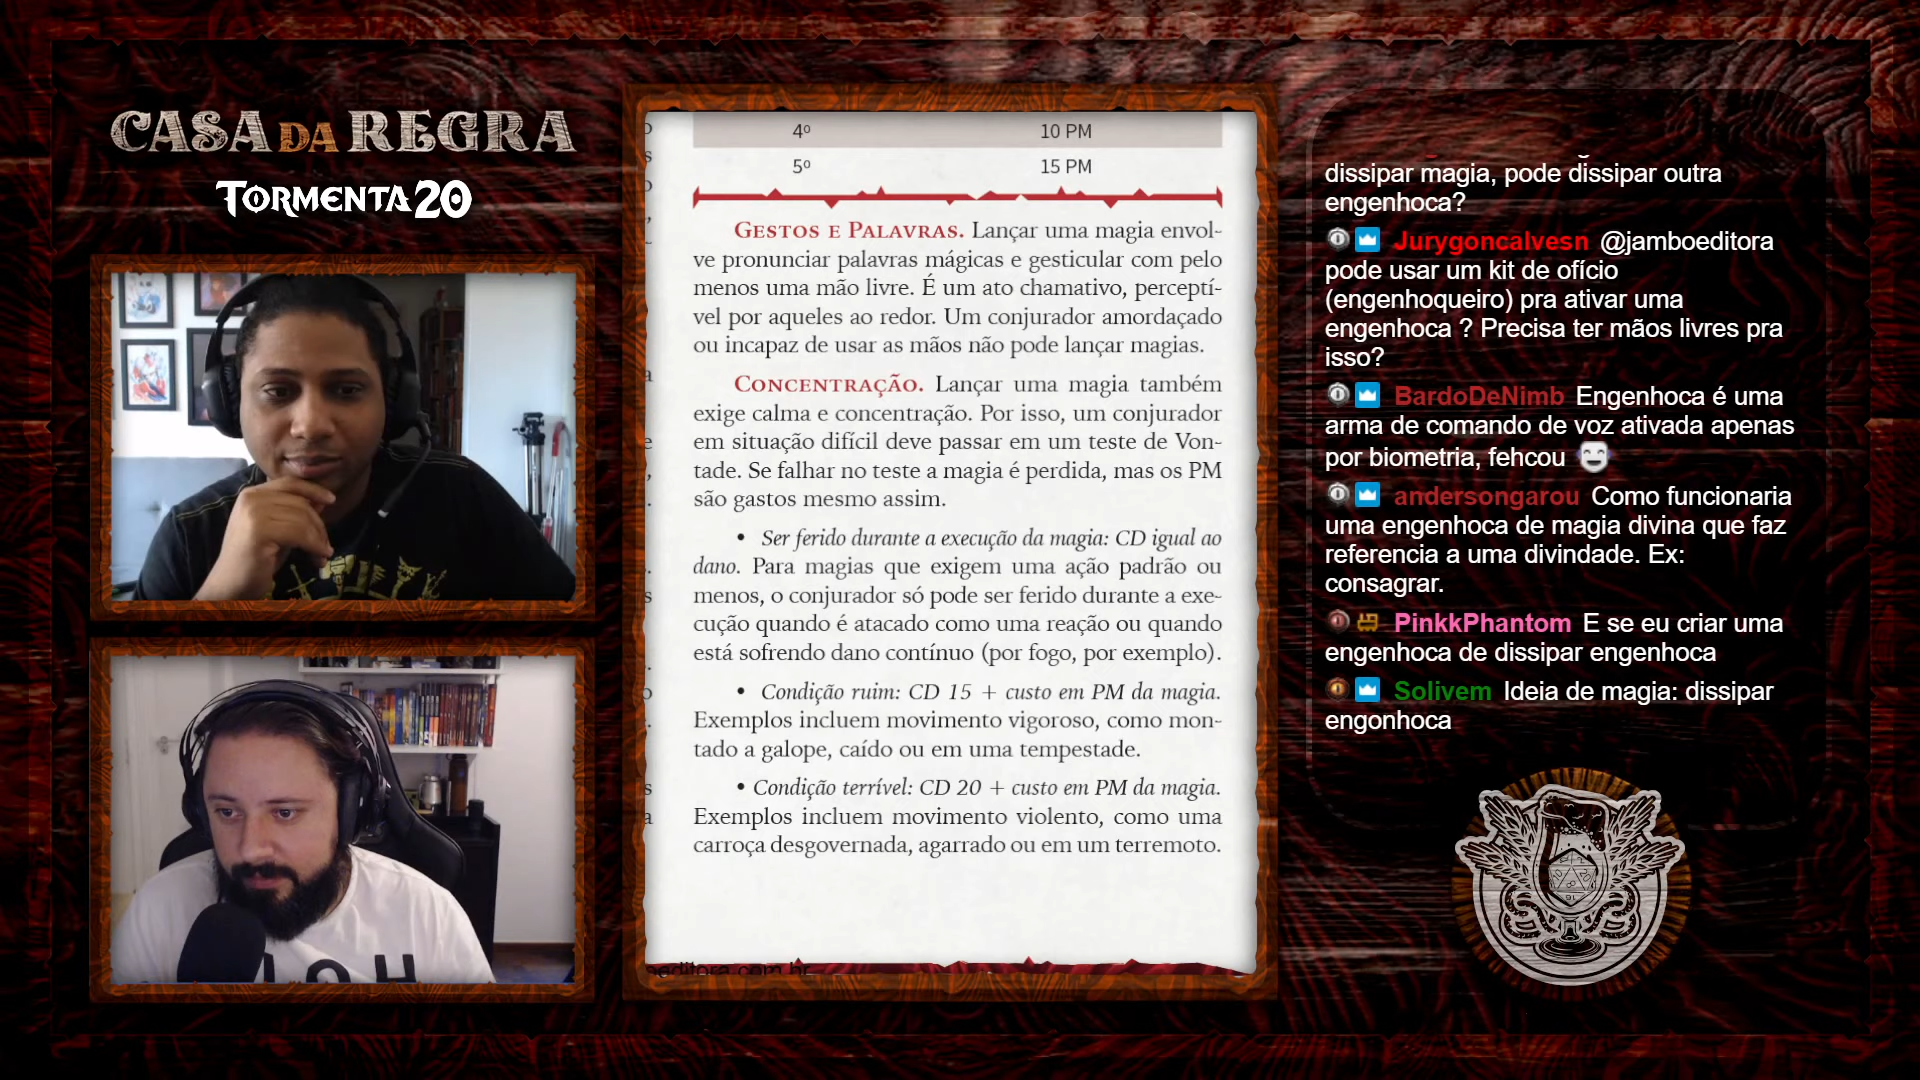 CASA DA REGRA
TORMENTA20
4º 10 PM
5º 15 PM
GESTOS E PALAVRAS. Lançar uma magia envol-
ve pronunciar palavras mágicas e gesticular com pelo
menos uma mão livre. É um ato chamativo, perceptí-
vel por aqueles ao redor. Um conjurador amordaçado
ou incapaz de usar as mãos não pode lançar magias.
CONCENTRAÇÃO. Lançar uma magia também
exige calma e concentração. Por isso, um conjurador
em situação difícil deve passar em um teste de Von-
tade. Se falhar no teste a magia é perdida, mas os PM
são gastos mesmo assim.
• Ser ferido durante a execução da magia: CD igual ao
dano. Para magias que exigem uma ação padrão ou
menos, o conjurador só pode ser ferido durante a exe-
cução quando é atacado como uma reação ou quando
está sofrendo dano contínuo (por fogo, por exemplo).
• Condição ruim: CD 15 + custo em PM da magia.
Exemplos incluem movimento vigoroso, como mon-
tado a galope, caído ou em uma tempestade.
• Condição terrível: CD 20 + custo em PM da magia.
Exemplos incluem movimento violento, como uma
carroça desgovernada, agarrado ou em um terremoto.
dissipar magia, pode dissipar outra
engenhoca?
Jurygoncalvesn @jamboeditora
pode usar um kit de ofício
(engenhoqueiro) pra ativar uma
engenhoca ? Precisa ter mãos livres pra
isso?
BardoDeNimb Engenhoca é uma
arma de comando de voz ativada apenas
por biometria, fehcou
andersongarou Como funcionaria
uma engenhoca de magia divina que faz
referencia a uma divindade. Ex:
consagrar.
PinkkPhantom E se eu criar uma
engenhoca de dissipar engenhoca
Solivem Ideia de magia: dissipar
engonhoca